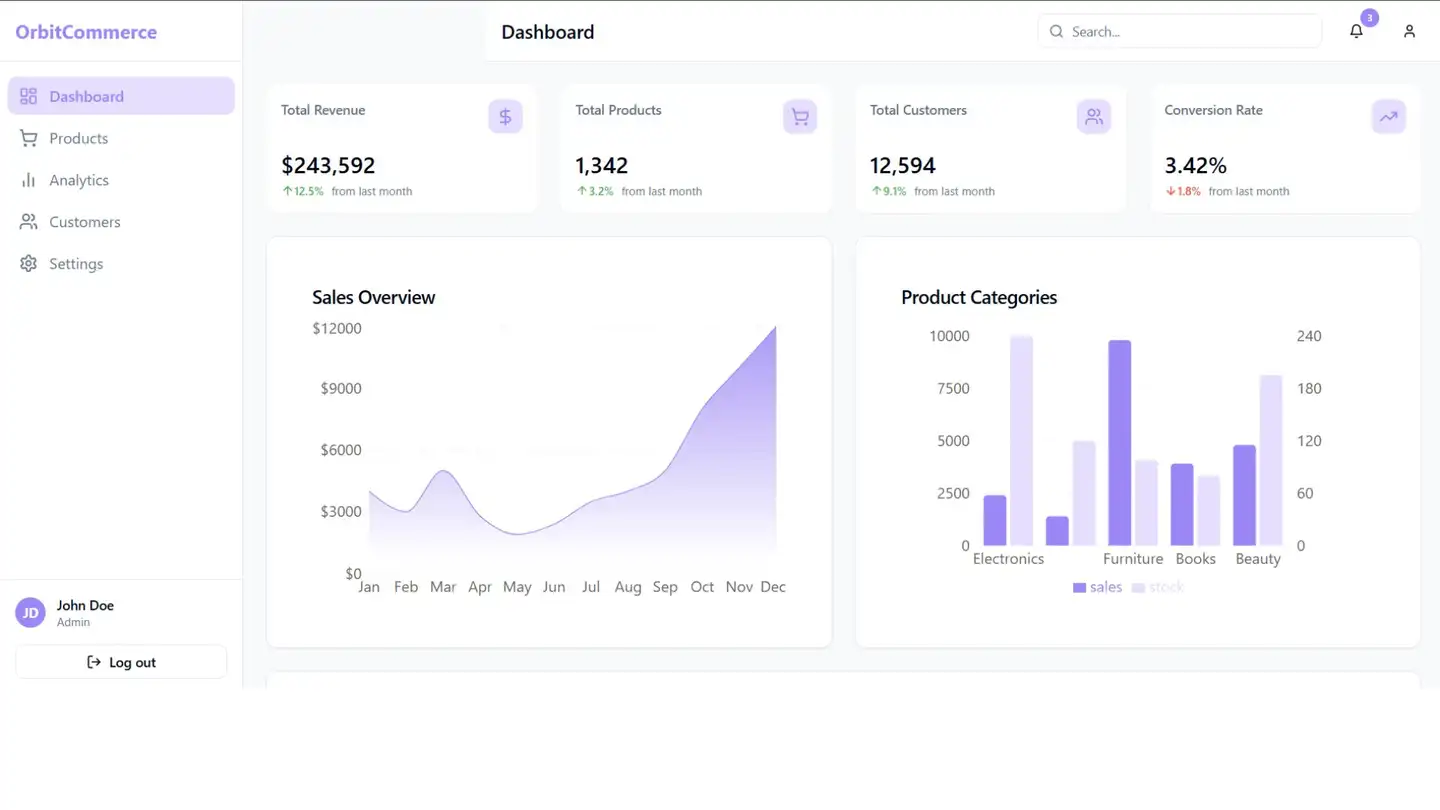 OrbitCommerce
Dashboard
Products
Analytics
Customers
Settings
John Doe
JD
Admin
Log out
Dashboard
Search...
3
Total Revenue
$243,592
↑12.5% from last month
Total Products
1,342
↑3.2% from last month
Total Customers
12,594
↑9.1% from last month
Conversion Rate
3.42%
↓1.8% from last month
Sales Overview
$12000
$9000
$6000
$3000
$0
Jan Feb Mar Apr May Jun Jul Aug Sep Oct Nov Dec
Product Categories
10000 240
7500 180
5000 120
2500 60
0 0
Electronics Furniture Books Beauty
sales stock